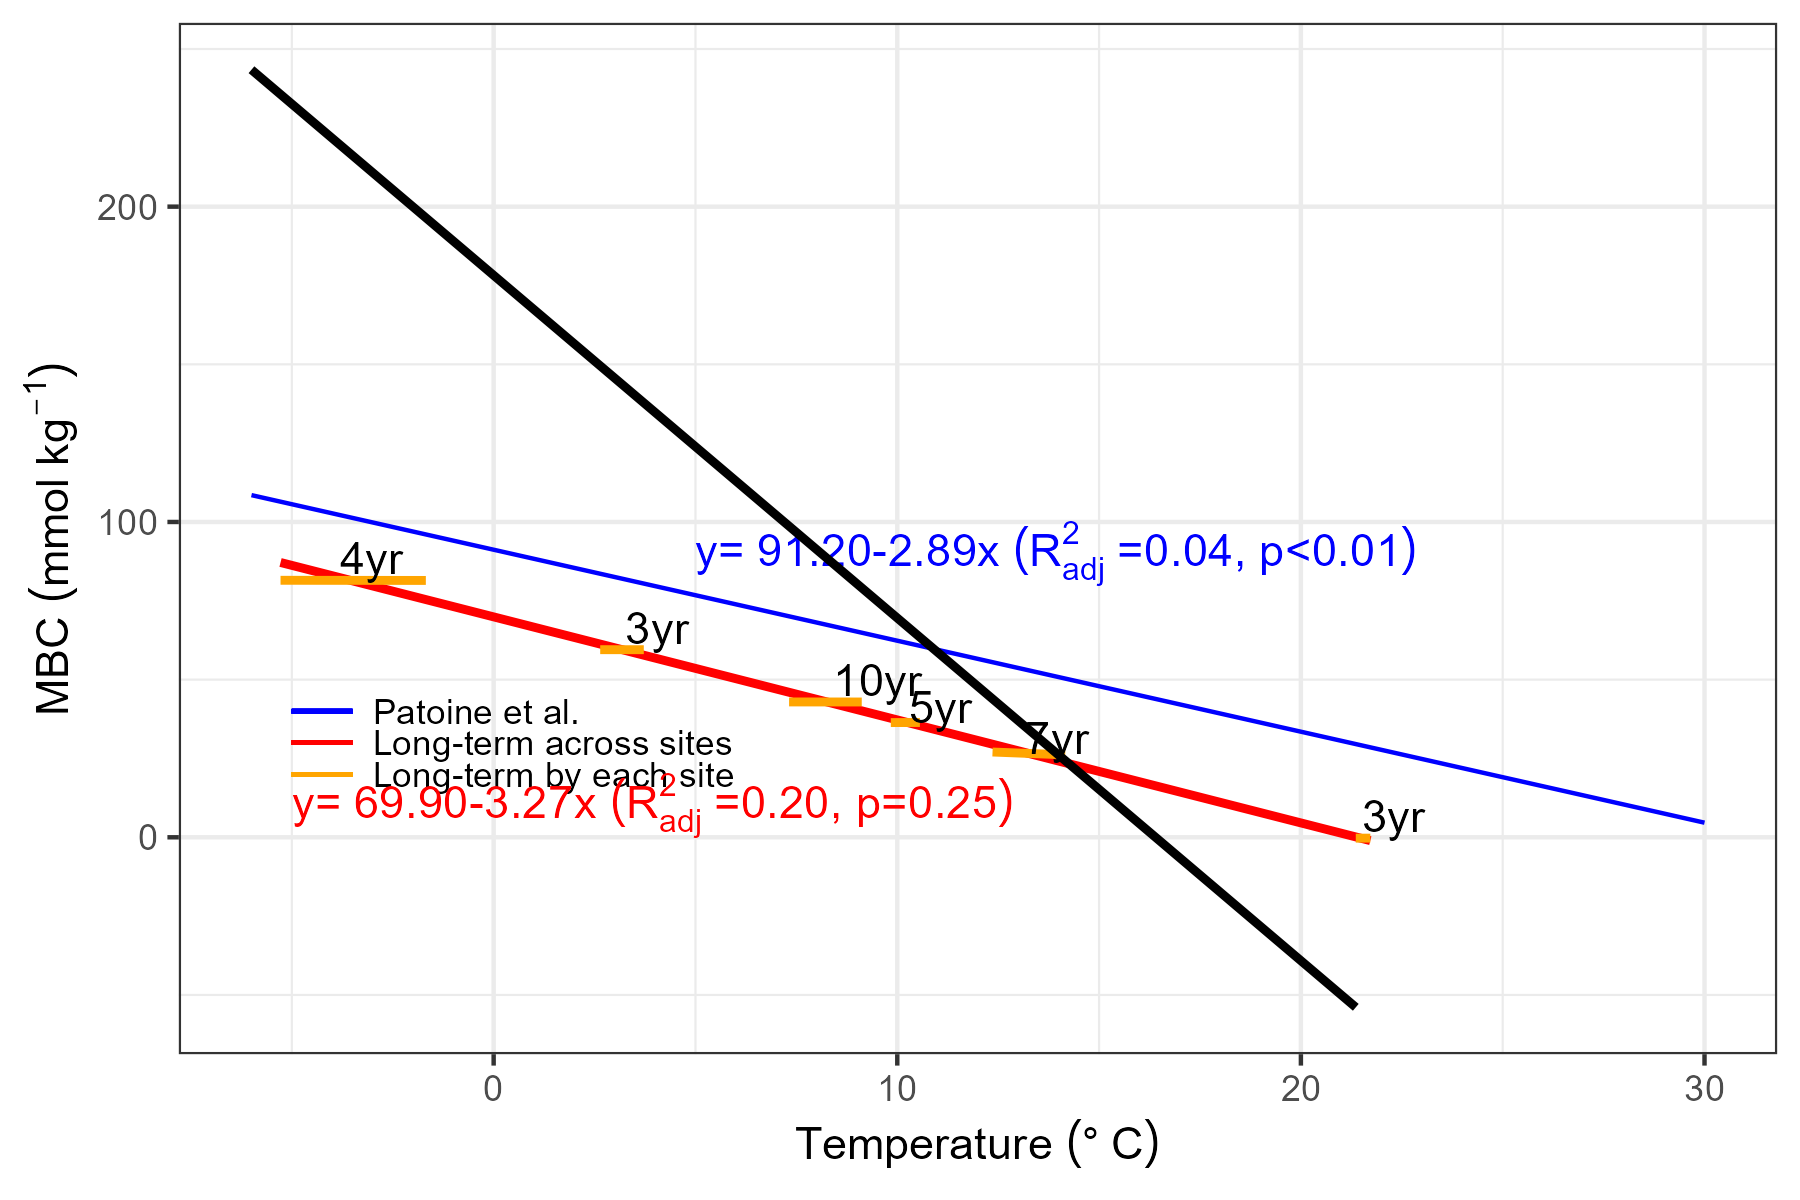 200
100
0
MBC (mmol kg⁻¹)
y= 91.20-2.89x (R²adj =0.04, p<0.01)
4yr
3yr
10yr
5yr
7yr
3yr
Patoine et al.
Long-term across sites
Long-term by each site
y= 69.90-3.27x (R²adj =0.20, p=0.25)
0 10 20 30
Temperature (° C)